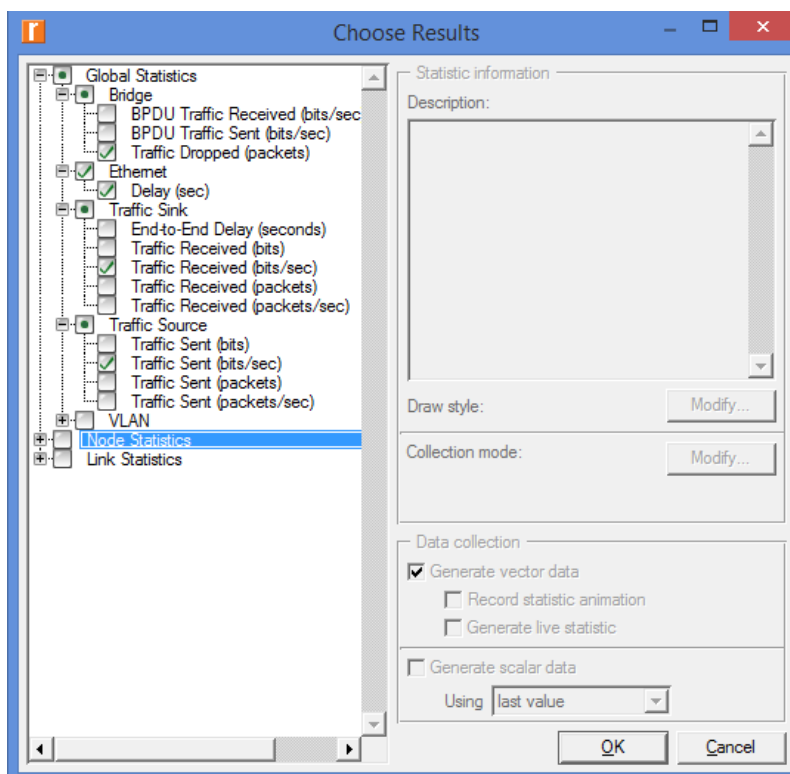 r
Choose Results
Global Statistics
Bridge
BPDU Traffic Received (bits/sec
BPDU Traffic Sent (bits/sec)
Traffic Dropped (packets)
Ethernet
Delay (sec)
Traffic Sink
End-to-End Delay (seconds)
Traffic Received (bits)
Traffic Received (bits/sec)
Traffic Received (packets)
Traffic Received (packets/sec)
Traffic Source
Traffic Sent (bits)
Traffic Sent (bits/sec)
Traffic Sent (packets)
Traffic Sent (packets/sec)
VLAN
Node Statistics
Link Statistics
Statistic information
Description:
Draw style:
Modify...
Collection mode:
Modify...
Data collection
Generate vector data
Record statistic animation
Generate live statistic
Generate scalar data
Using last value
OK
Cancel